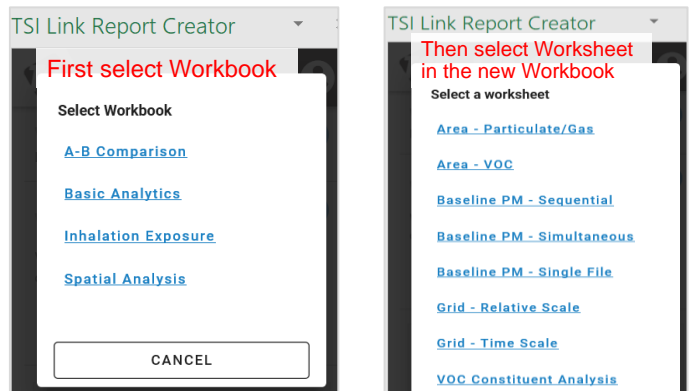 TSI Link Report Creator
First select Workbook
Select Workbook
A-B Comparison
Basic Analytics
Inhalation Exposure
Spatial Analysis
CANCEL
TSI Link Report Creator
Then select Worksheet
in the new Workbook
Select a worksheet
Area - Particulate/Gas
Area - VOC
Baseline PM - Sequential
Baseline PM - Simultaneous
Baseline PM - Single File
Grid - Relative Scale
Grid - Time Scale
VOC Constituent Analysis